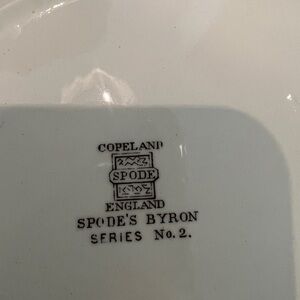 COPELAND
SPODE
ENGLAND
SPODE'S BYRON
SERIES No. 2.